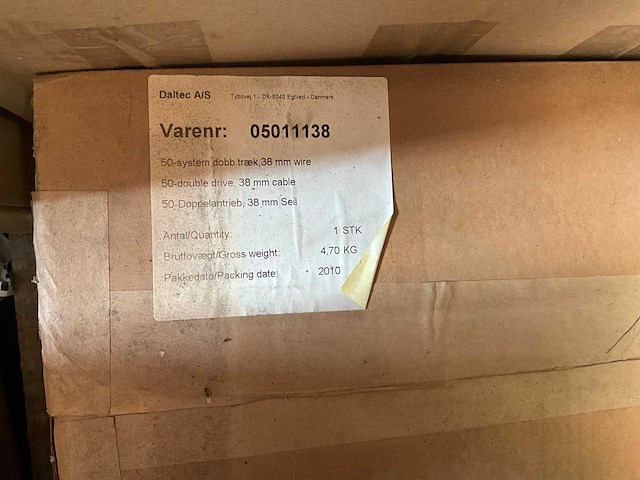 Daltec A/S Tybovej 1 - DK-6040 Egtved - Danmark
Varenr: 05011138
50-system dobb.træk,38 mm wire
50-double drive, 38 mm cable
50-Doppelantrieb, 38 mm Seil
Antal/Quantity: 1 STK
Bruttovægt/Gross weight: 4,70 KG
Pakkedato/Packing date: 2010